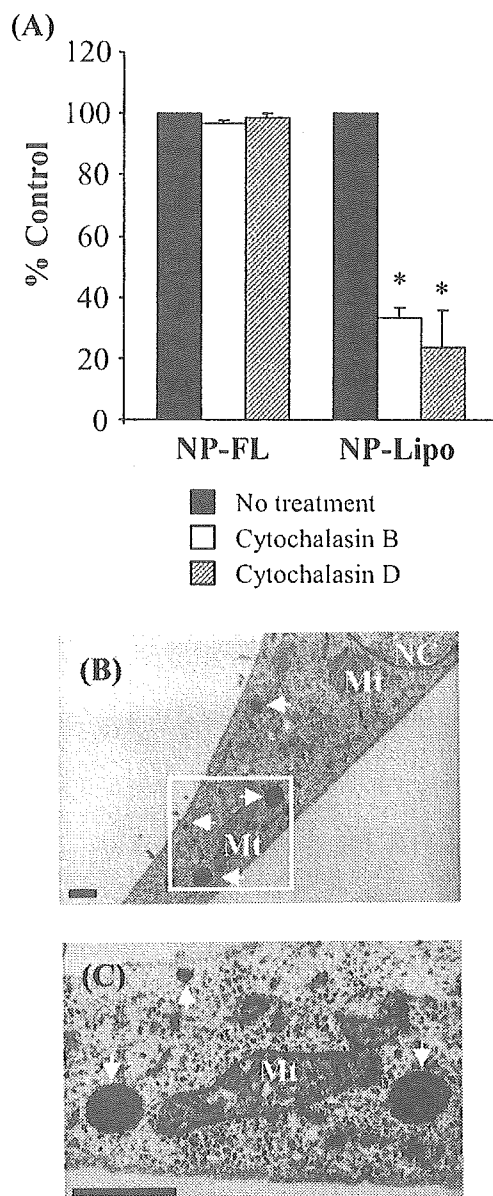 (A)
120
100
80
60
40
20
0
% Control
* *
NP-FL NP-Lipo
No treatment
Cytochalasin B
Cytochalasin D
(B)
NC
Mt
Mt
(C)
Mt